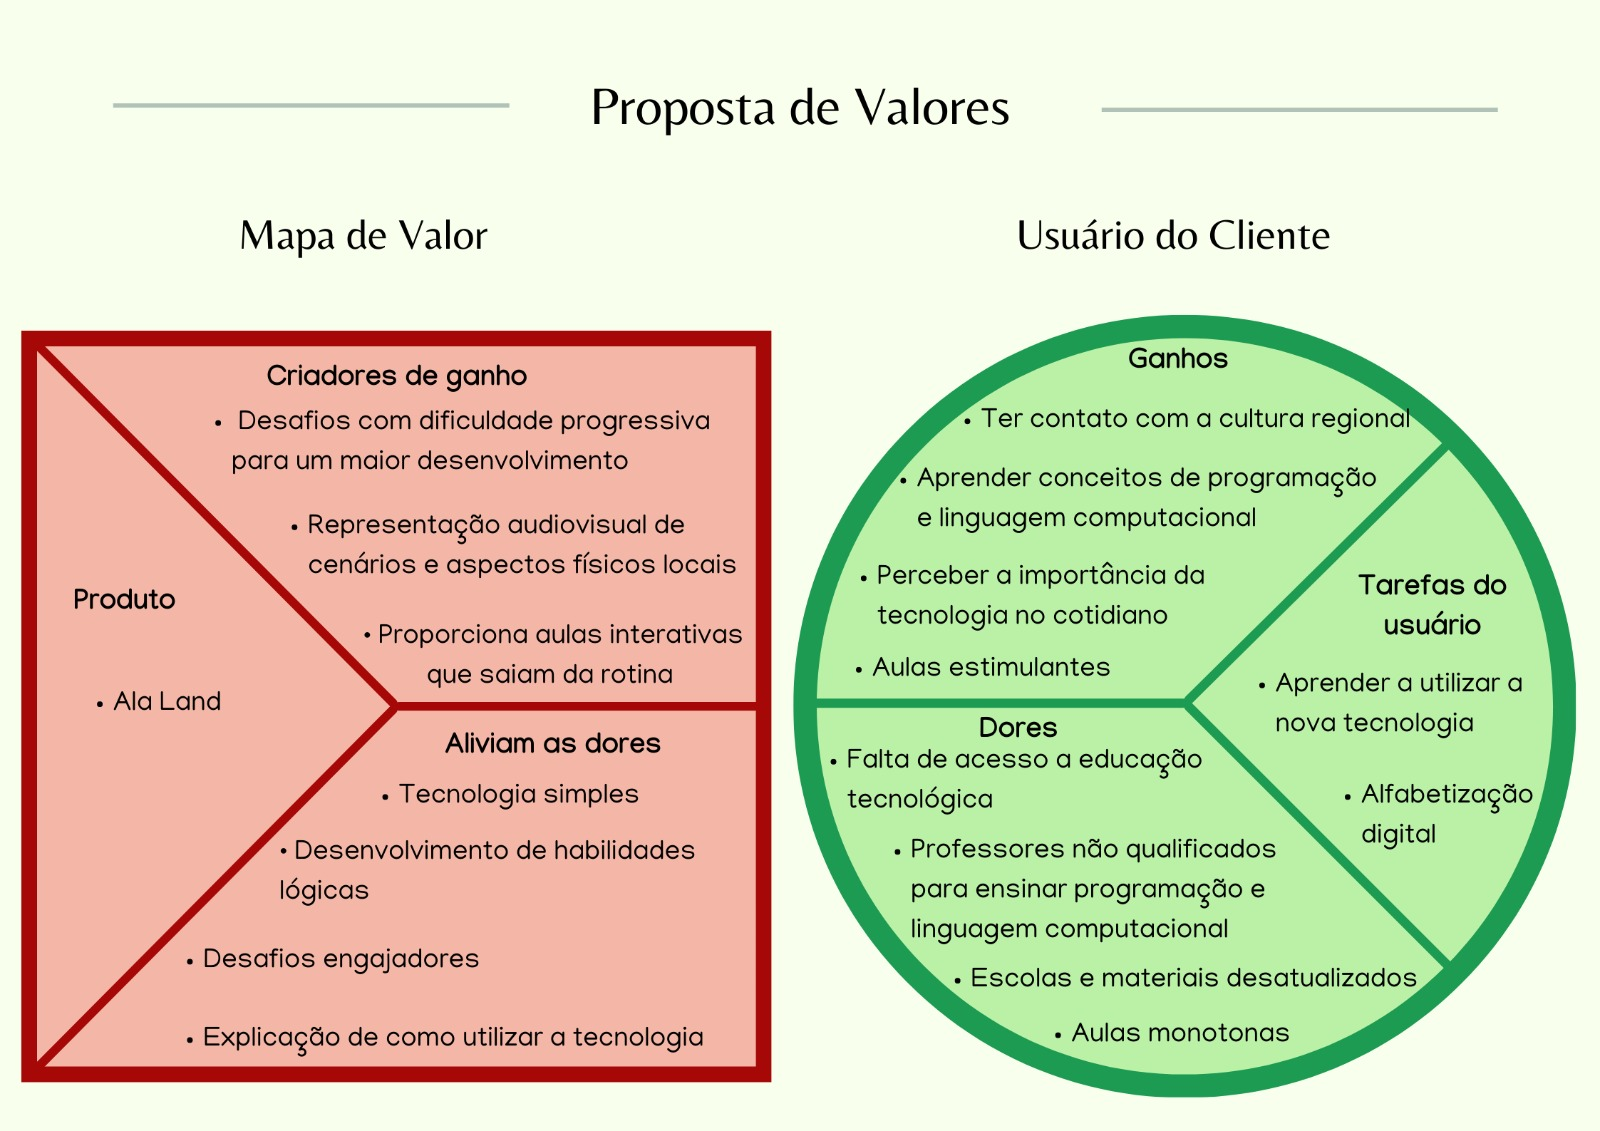 Proposta de Valores
Mapa de Valor
Criadores de ganho
• Desafios com dificuldade progressiva
para um maior desenvolvimento
• Representação audiovisual de
cenários e aspectos físicos locais
• Proporciona aulas interativas
que saiam da rotina
Produto
• Ala Land
Aliviam as dores
• Tecnologia simples
• Desenvolvimento de habilidades
lógicas
• Desafios engajadores
• Explicação de como utilizar a tecnologia
Usuário do Cliente
Ganhos
• Ter contato com a cultura regional
• Aprender conceitos de programação
e linguagem computacional
• Perceber a importância da
tecnologia no cotidiano
• Aulas estimulantes
Tarefas do
usuário
• Aprender a utilizar a
nova tecnologia
• Alfabetização
digital
Dores
• Falta de acesso a educação
tecnológica
• Professores não qualificados
para ensinar programação e
linguagem computacional
• Escolas e materiais desatualizados
• Aulas monotonas